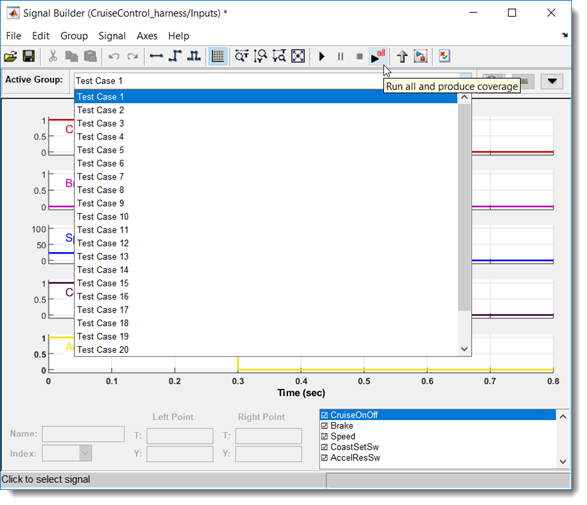 Signal Builder (CruiseControl_harness/Inputs) *
File Edit Group Signal Axes Help
all
Active Group: Test Case 1
Run all and produce coverage
Test Case 1
Test Case 2
Test Case 3
Test Case 4
Test Case 5
Test Case 6
Test Case 7
Test Case 8
Test Case 9
Test Case 10
Test Case 11
Test Case 12
Test Case 13
Test Case 14
Test Case 15
Test Case 16
Test Case 17
Test Case 18
Test Case 19
Test Case 20
1
0.5
0
C
1
0.5
0
B
100
50
0
Sp
1
0.5
0
C
1
0.5
0
A
0 0.1 0.2 0.3 0.4 0.5 0.6 0.7 0.8
Time (sec)
Left Point Right Point
Name: T: T:
Index: Y: Y:
CruiseOnOff
Brake
Speed
CoastSetSw
AccelResSw
Click to select signal